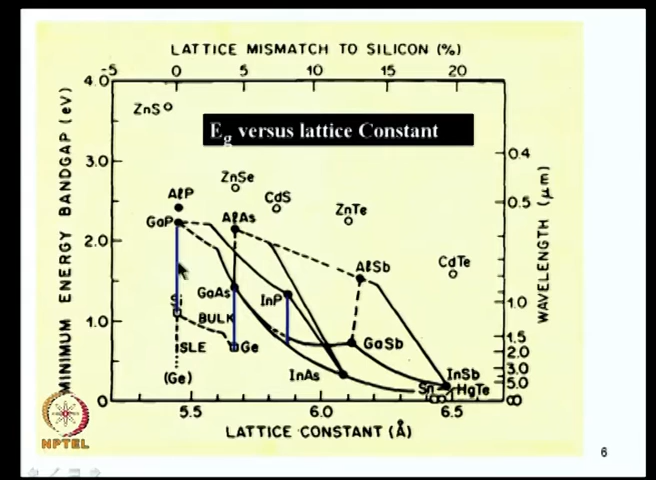 LATTICE MISMATCH TO SILICON (%)
-5 0 5 10 15 20
4.0
3.0
2.0
1.0
0
MINIMUM ENERGY BANDGAP (eV)
Eg versus lattice Constant
ZnS
ZnSe
CdS
ZnTe
CdTe
AlP
GaP
AlAs
AlSb
Si
GaAs
InP
BULK
SLE
Ge
(Ge)
GaSb
InAs
InSb
Sn
HgTe
0.4
0.5
1.0
1.5
2.0
3.0
5.0
∞
WAVELENGTH (μm)
5.5 6.0 6.5
LATTICE CONSTANT (Å)
NPTEL
6